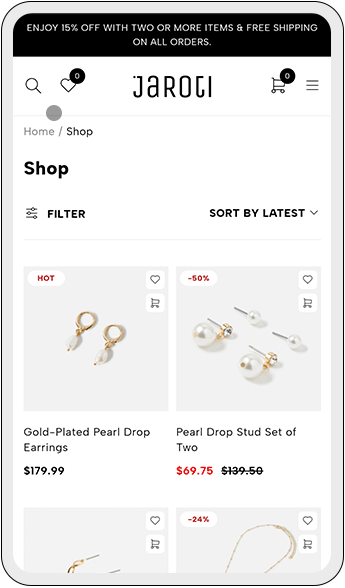 ENJOY 15% OFF WITH TWO OR MORE ITEMS & FREE SHIPPING
ON ALL ORDERS.
0
JAROTI
0
Home / Shop
Shop
FILTER
SORT BY LATEST
HOT
-50%
Gold-Plated Pearl Drop
Earrings
$179.99
Pearl Drop Stud Set of
Two
$69.75 $139.50
-24%